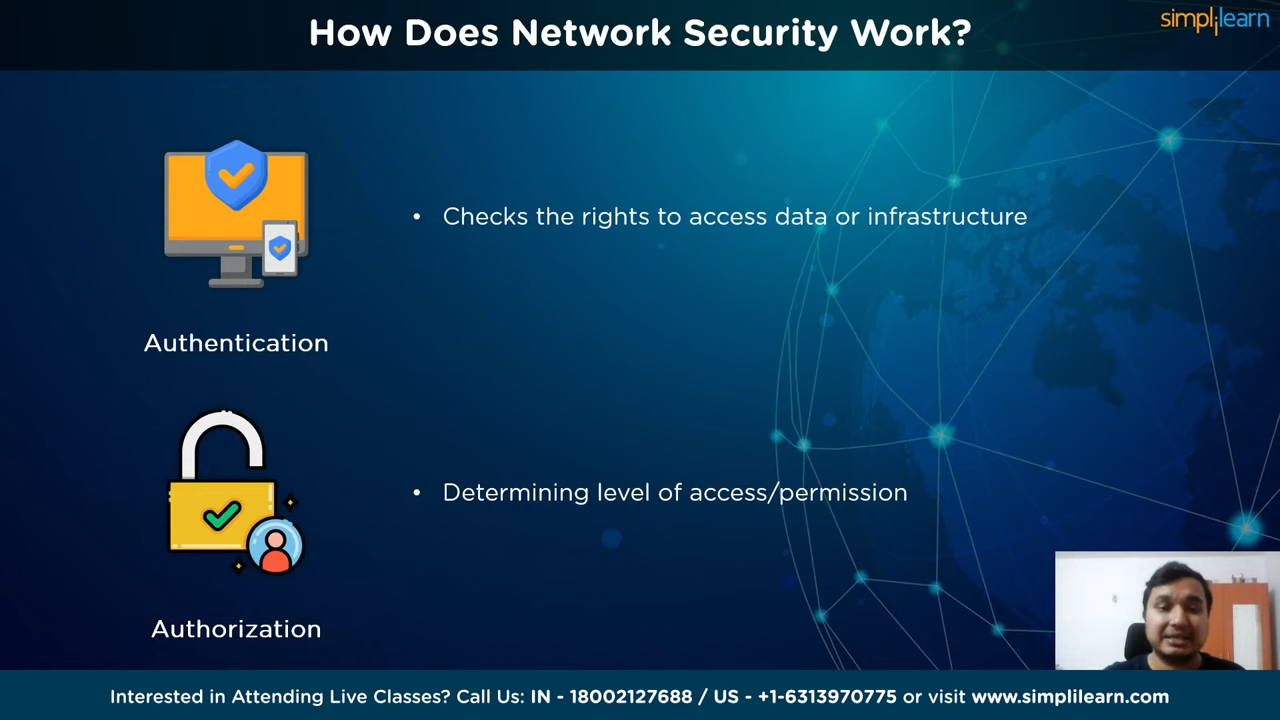 How Does Network Security Work?
simplilearn
• Checks the rights to access data or infrastructure
Authentication
• Determining level of access/permission
Authorization
Interested in Attending Live Classes? Call Us: IN - 18002127688 / US - +1-6313970775 or visit www.simplilearn.com